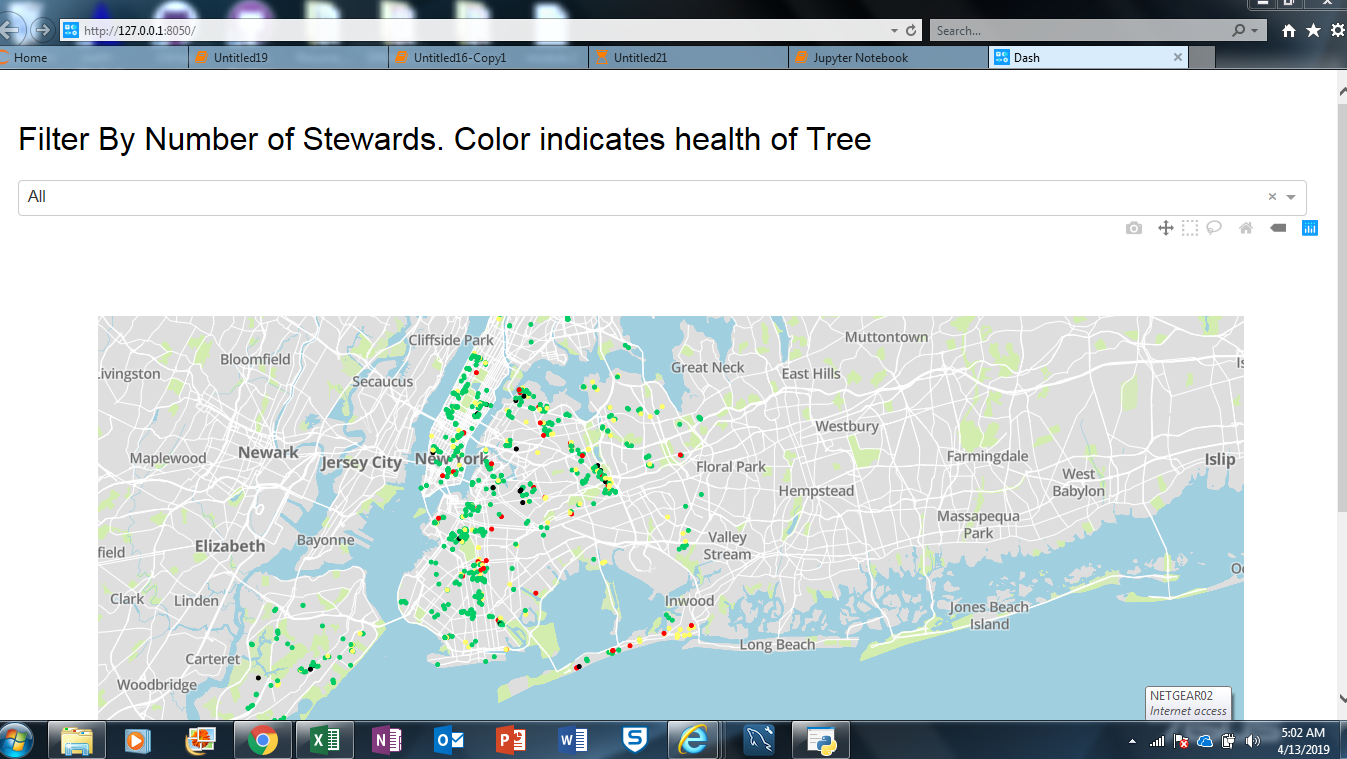 http://127.0.0.1:8050/
Search...
Home
Untitled19
Untitled16-Copy1
Untitled21
Jupyter Notebook
Dash
Filter By Number of Stewards. Color indicates health of Tree
All
Cliffside Park
Muttontown
Bloomfield
ivingston
Secaucus
Great Neck
East Hills
Is
Westbury
Maplewood
Newark
Jersey City
New York
Floral Park
Farmingdale
Islip
Hempstead
West
Babylon
Massapequa
Park
field
Elizabeth
Bayonne
Valley
Stream
Oc
Clark
Linden
Inwood
Jones Beach
Island
Long Beach
Carteret
Woodbridge
NETGEAR02
Internet access
5:02 AM
4/13/2019